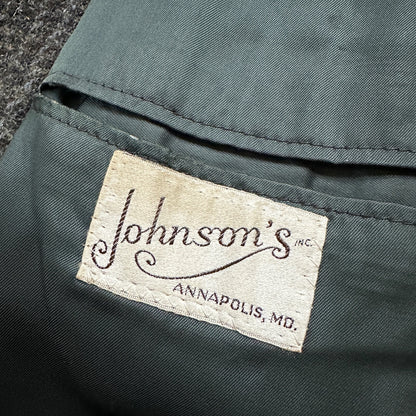 Johnson's INC.
ANNAPOLIS, MD.